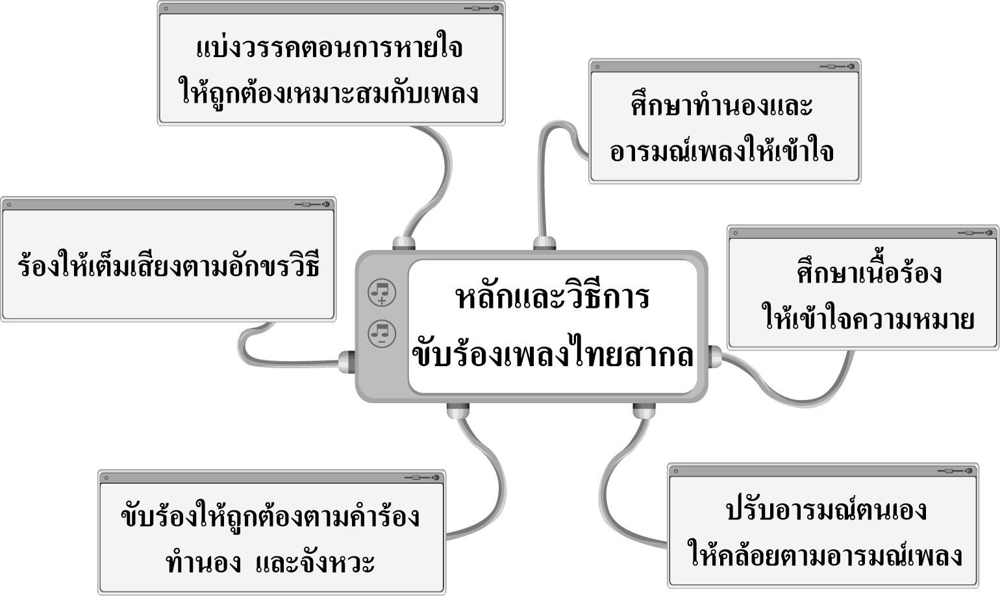 แบ่งวรรคตอนการหายใจ
ให้ถูกต้องเหมาะสมกับเพลง
ศึกษาทำนองและ
อารมณ์เพลงให้เข้าใจ
ร้องให้เต็มเสียงตามอักขรวิธี
ศึกษาเนื้อร้อง
ให้เข้าใจความหมาย
หลักและวิธีการ
ขับร้องเพลงไทยสากล
ขับร้องให้ถูกต้องตามคำร้อง
ทำนอง และจังหวะ
ปรับอารมณ์ตนเอง
ให้คล้อยตามอารมณ์เพลง